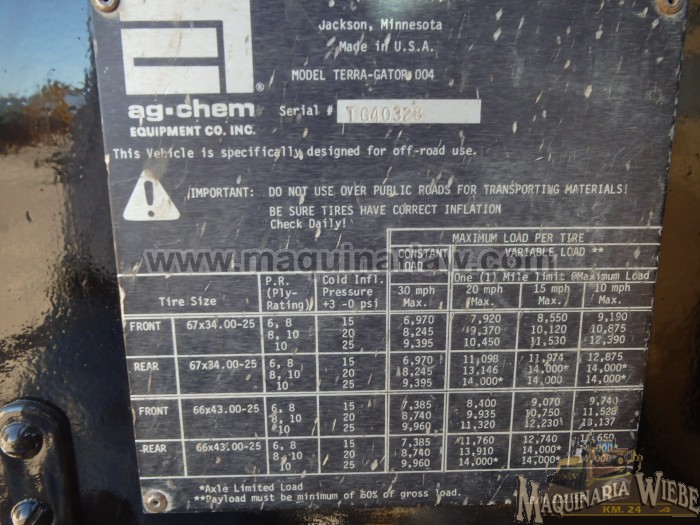 Jackson, Minnesota
Made in U.S.A.
MODEL TERRA-GATOR 004
ag•chem®
EQUIPMENT CO. INC.
Serial # TG40328
This Vehicle is specifically designed for off-road use.
IMPORTANT: DO NOT USE OVER PUBLIC ROADS FOR TRANSPORTING MATERIALS!
BE SURE TIRES HAVE CORRECT INFLATION
Check Daily!
www.maquinariaw.com
MAXIMUM LOAD PER TIRE
CONSTANT LOAD VARIABLE LOAD **
One (1) Mile limit @Maximum Load
Tire Size P.R. (Ply-Rating) Cold Infl. Pressure +3 -0 psi 30 mph Max. 20 mph Max. 15 mph Max. 10 mph Max.
FRONT 67x34.00-25 6, 8 15 6,970 7,920 8,550 9,190
8, 10 20 8,245 9,370 10,120 10,875
10 25 9,395 10,450 11,530 12,390
REAR 67x34.00-25 6, 8 15 6,970 11,098 11,974 12,875
8, 10 20 8,245 13,146 14,000* 14,000*
10 25 9,395 14,000* 14,000* 14,000*
FRONT 66x43.00-25 6, 8 15 7,385 8,400 9,070 9,740
8, 10 20 8,740 9,935 10,750 11,528
10 25 9,960 11,320 12,230 13,137
REAR 66x43.00-25 6, 8 15 7,385 11,760 12,740
8, 10 20 8,740 13,910 14,000*
10 25 9,960 14,000* 14,000*
*Axle Limited Load
**Payload must be minimum of 60% of gross load.
MAQUINARIA WIEBE
KM. 24